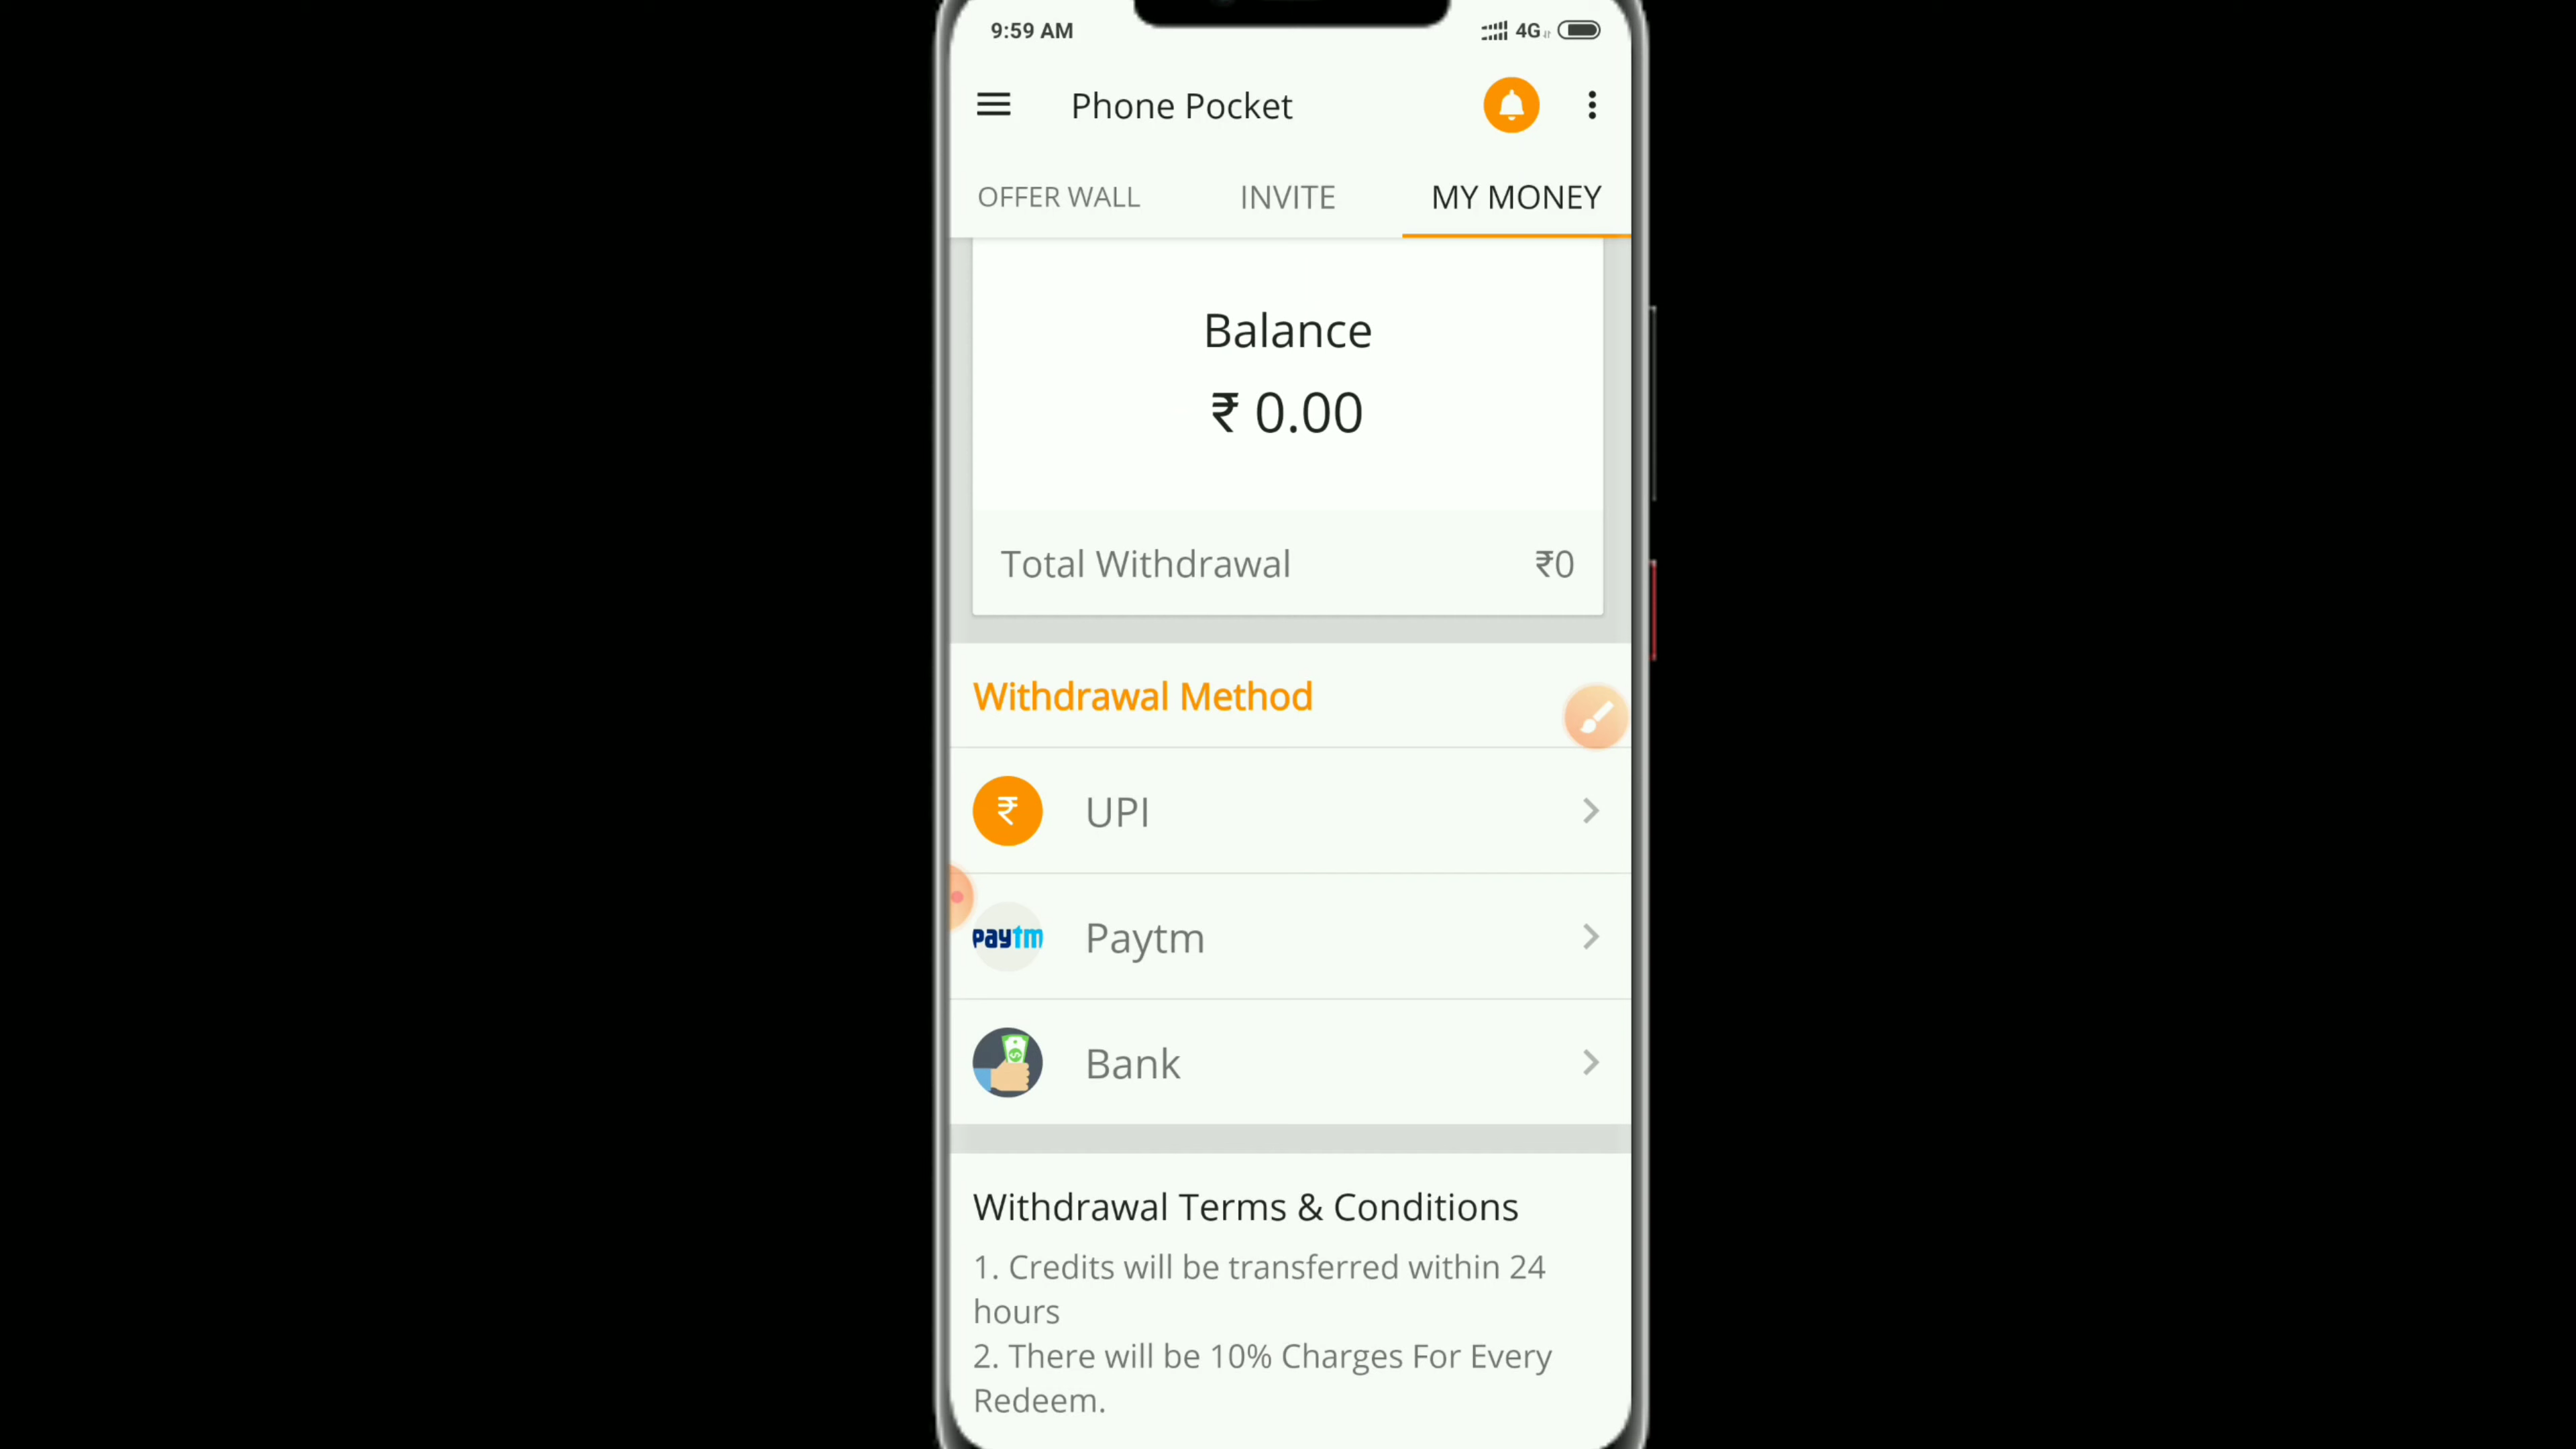 9:59 AM
4G
Phone Pocket
OFFER WALL
INVITE
MY MONEY
Balance
₹ 0.00
Total Withdrawal
₹0
Withdrawal Method
₹
UPI
paytm
Paytm
Bank
Withdrawal Terms & Conditions
1. Credits will be transferred within 24
hours
2. There will be 10% Charges For Every
Redeem.